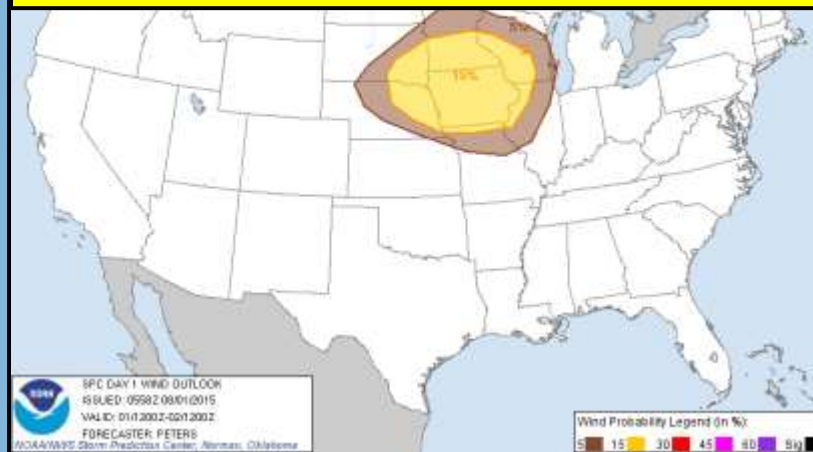 5%
15%
SPC DAY 1 WIND OUTLOOK
ISSUED: 0558Z 08/01/2015
VALID: 01/1200Z-02/1200Z
FORECASTER: PETERS
NOAA/NWS Storm Prediction Center, Norman, Oklahoma
Wind Probability Legend (in %):
5 15 30 45 60 Sig